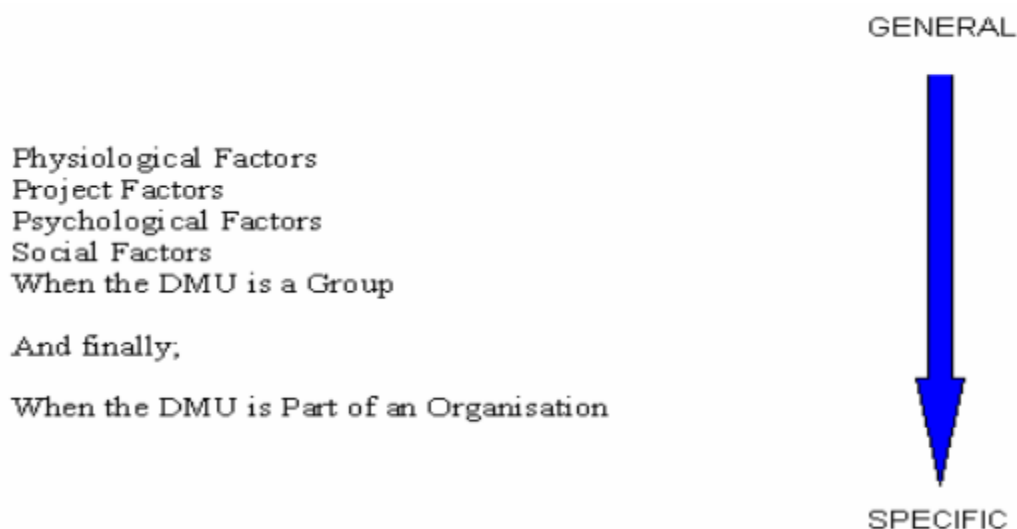 GENERAL
Physiological Factors
Project Factors
Psychological Factors
Social Factors
When the DMU is a Group
And finally;
When the DMU is Part of an Organisation
SPECIFIC